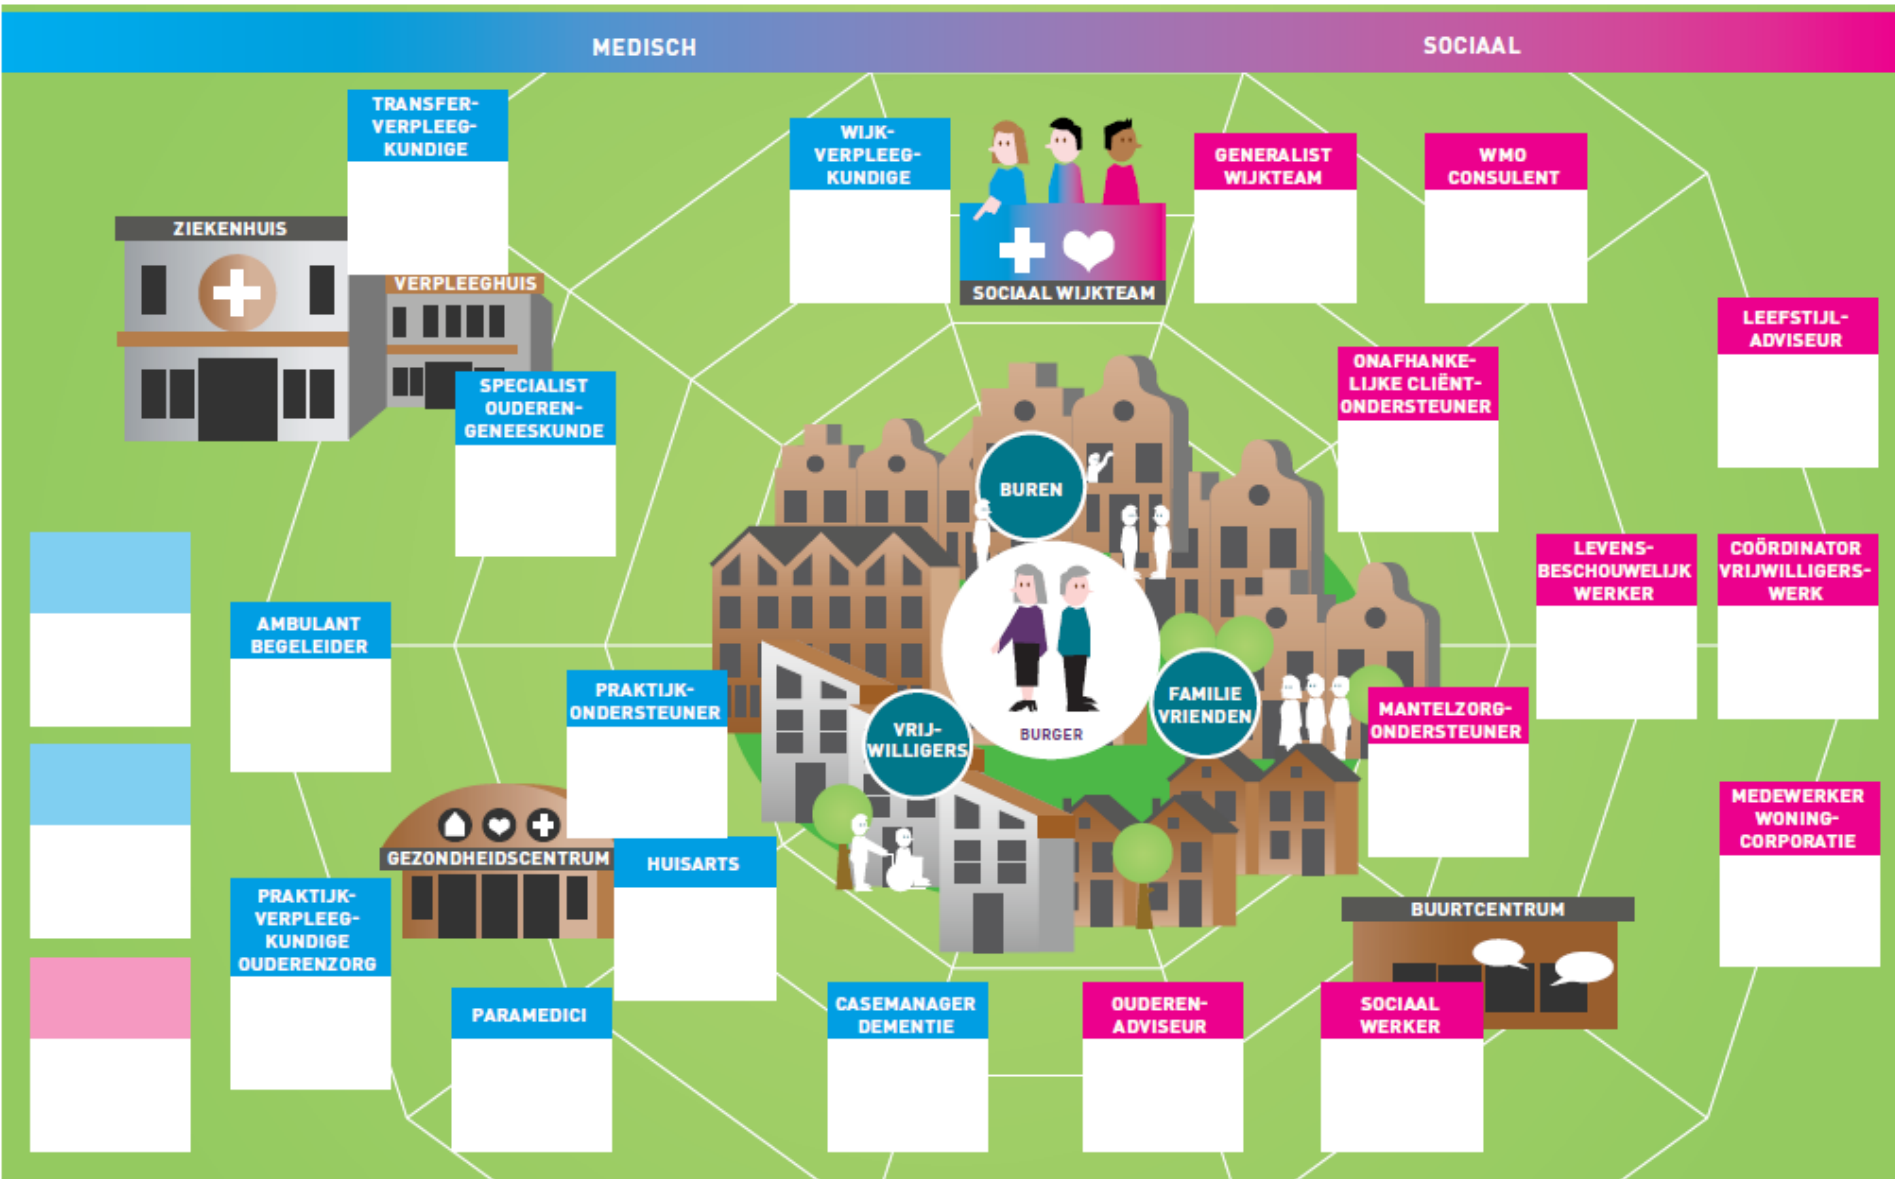 MEDISCH
SOCIAAL
TRANSFER-
VERPLEEG-
KUNDIGE
WIJK-
VERPLEEG-
KUNDIGE
GENERALIST
WIJKTEAM
WMO
CONSULENT
ZIEKENHUIS
VERPLEEGHUIS
SOCIAAL WIJKTEAM
LEEFSTIJL-
ADVISEUR
SPECIALIST
OUDEREN-
GENEESKUNDE
ONAFHANKE-
LIJKE CLIËNT-
ONDERSTEUNER
BUREN
LEVENS-
BESCHOUWELIJK
WERKER
COÖRDINATOR
VRIJWILLIGERS-
WERK
AMBULANT
BEGELEIDER
PRAKTIJK-
ONDERSTEUNER
VRIJ-
WILLIGERS
BURGER
FAMILIE
VRIENDEN
MANTELZORG-
ONDERSTEUNER
MEDEWERKER
WONING-
CORPORATIE
GEZONDHEIDSCENTRUM
HUISARTS
PRAKTIJK-
VERPLEEG-
KUNDIGE
OUDERENZORG
BUURTCENTRUM
PARAMEDICI
CASEMANAGER
DEMENTIE
OUDEREN-
ADVISEUR
SOCIAAL
WERKER